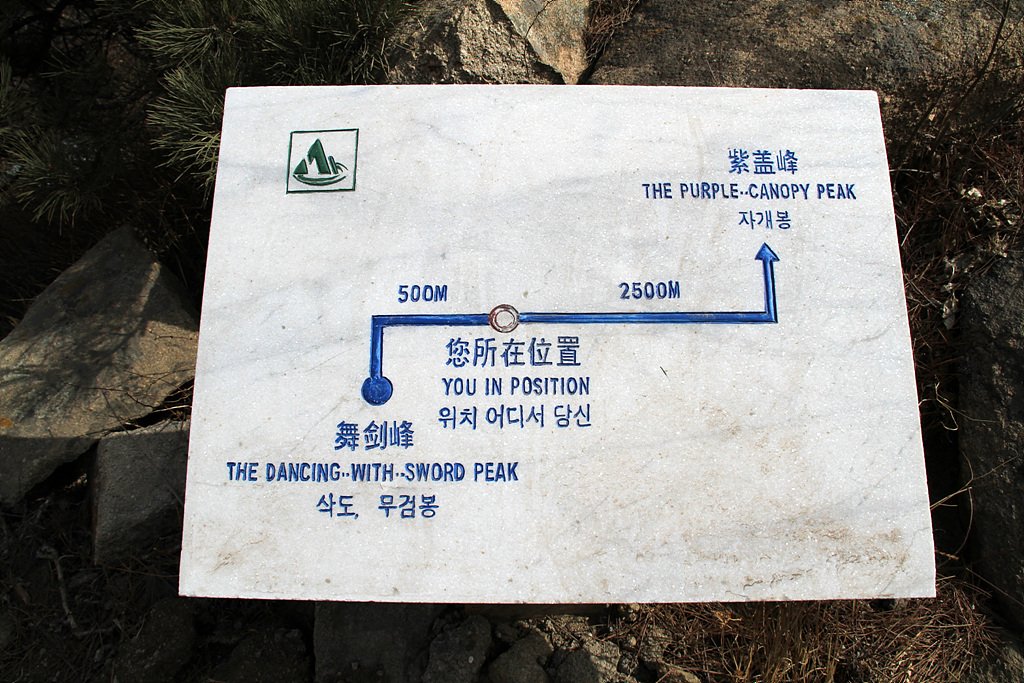 紫盖峰
THE PURPLE··CANOPY PEAK
자개봉
500M
2500M
您所在位置
YOU IN POSITION
위치 어디서 당신
舞剑峰
THE DANCING··WITH··SWORD PEAK
삭도, 무검봉